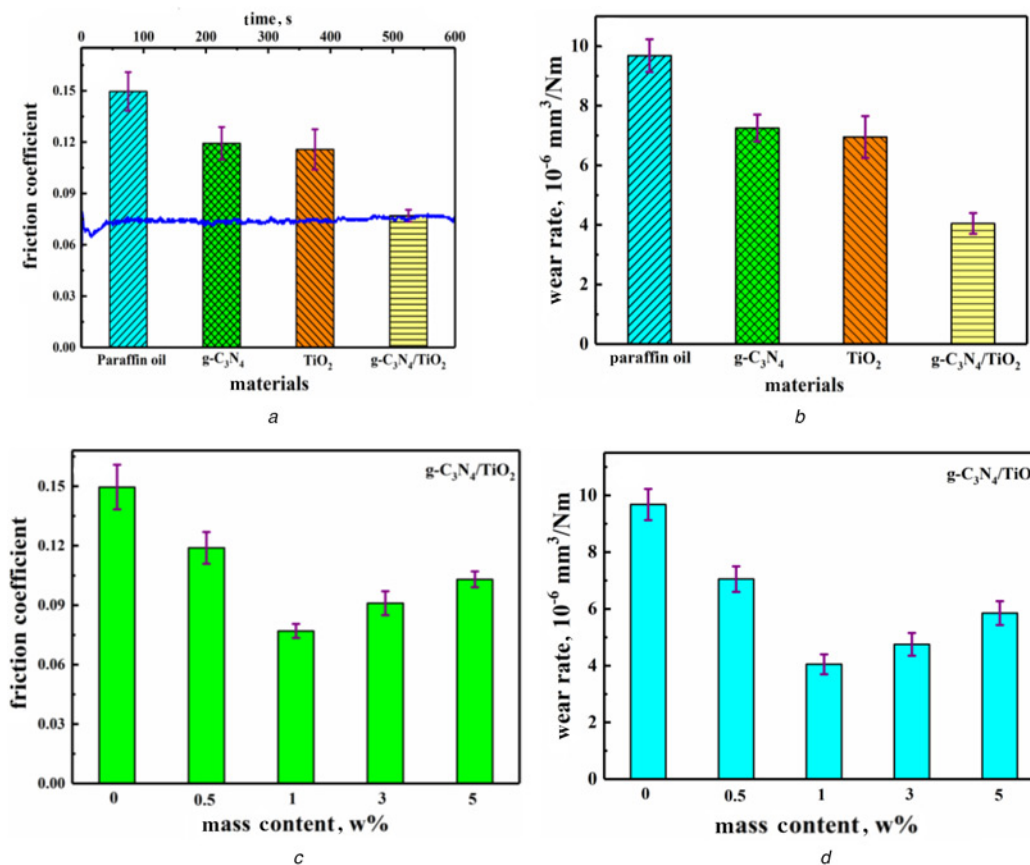 time, s
0 100 200 300 400 500 600
friction coefficient
0.15
0.12
0.09
0.06
0.03
0.00
Paraffin oil g-C₃N₄ TiO₂ g-C₃N₄/TiO₂
materials
a
wear rate, 10⁻⁶ mm³/Nm
10
8
6
4
2
0
paraffin oil g-C₃N₄ TiO₂ g-C₃N₄/TiO₂
materials
b
g-C₃N₄/TiO₂
friction coefficient
0.15
0.12
0.09
0.06
0.03
0.00
0 0.5 1 3 5
mass content, w%
c
g-C₃N₄/TiO
wear rate, 10⁻⁶ mm³/Nm
10
8
6
4
2
0
0 0.5 1 3 5
mass content, w%
d